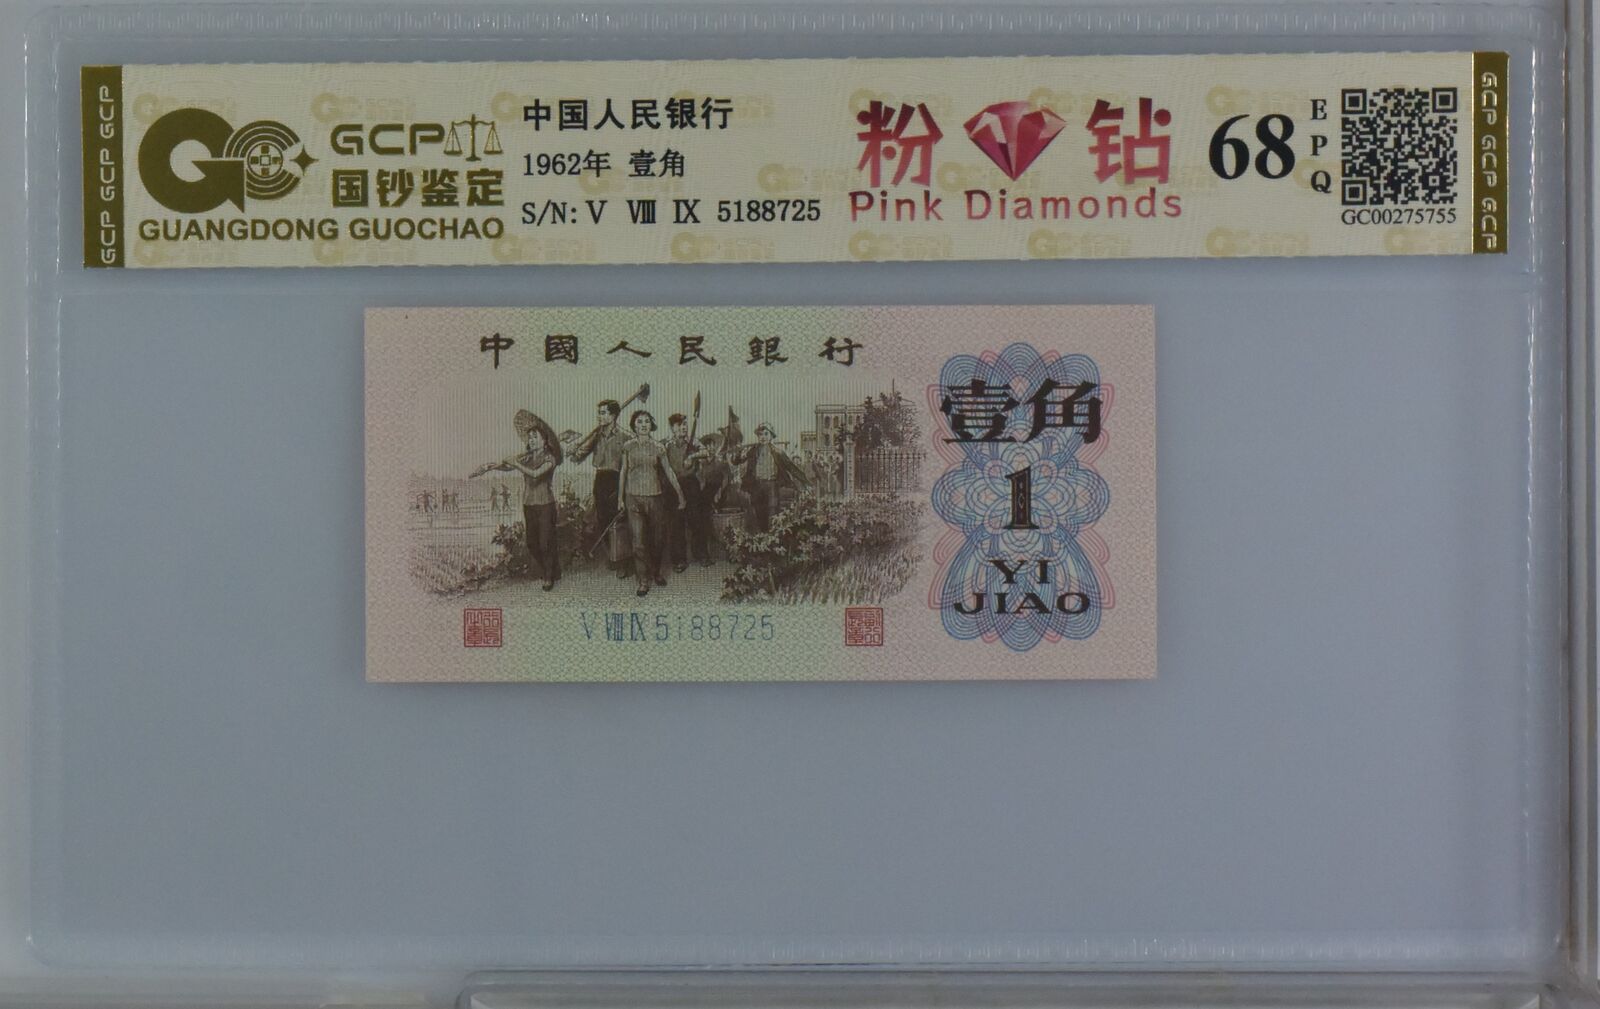 GCP GCP GCP
GCP
国钞鉴定
GUANGDONG GUOCHAO
中国人民银行
1962年 壹角
S/N: V VIII IX 5188725
粉钻
Pink Diamonds
68
EPQ
GC00275755
GCP GCP GCP
中國人民銀行
壹角
1
YI
JIAO
V VIII IX 5188725